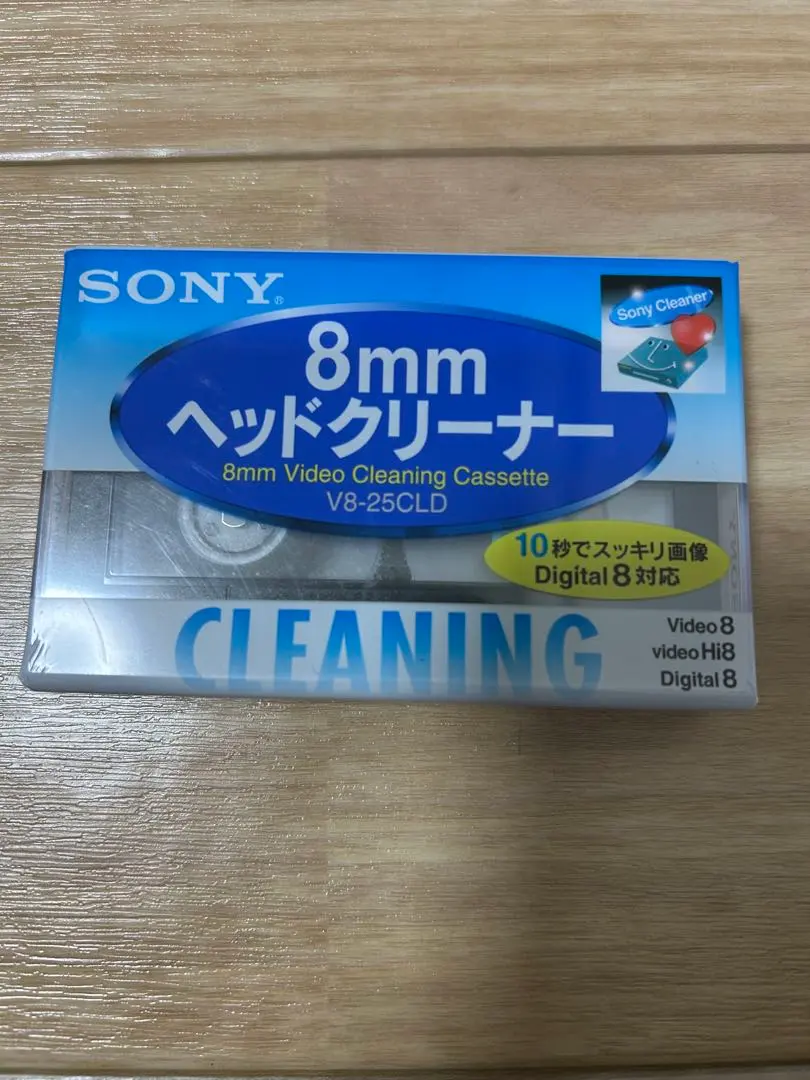 SONY®
Sony Cleaner
8mm
ヘッドクリーナー
8mm Video Cleaning Cassette
V8-25CLD
10秒でスッキリ画像
Digital 8 対応
CLEANING
Video 8
video Hi8
Digital 8